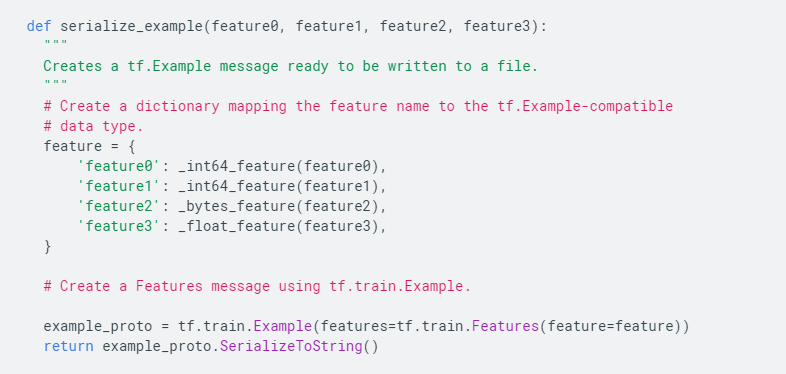 def serialize_example(feature0, feature1, feature2, feature3):
  """
  Creates a tf.Example message ready to be written to a file.
  """
  # Create a dictionary mapping the feature name to the tf.Example-compatible
  # data type.
  feature = {
      'feature0': _int64_feature(feature0),
      'feature1': _int64_feature(feature1),
      'feature2': _bytes_feature(feature2),
      'feature3': _float_feature(feature3),
  }
  # Create a Features message using tf.train.Example.
  example_proto = tf.train.Example(features=tf.train.Features(feature=feature))
  return example_proto.SerializeToString()